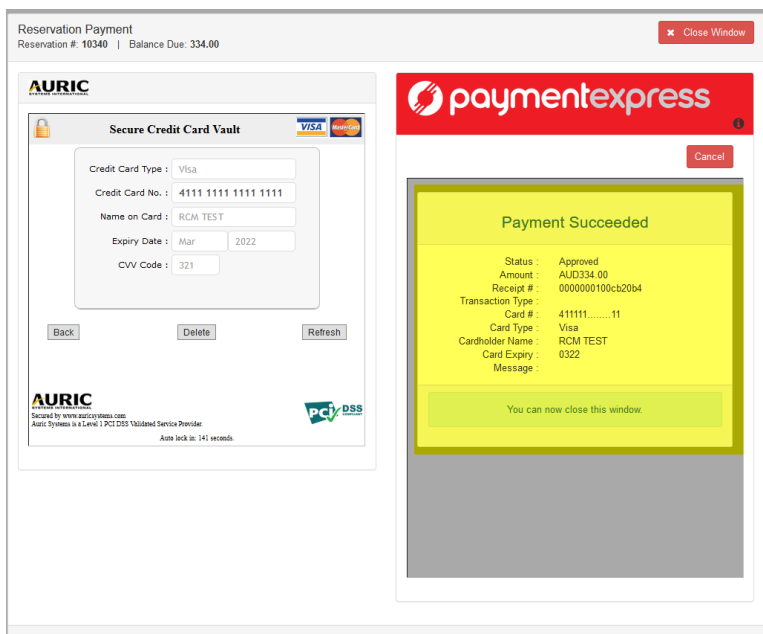 Reservation Payment
Reservation #: 10340 | Balance Due: 334.00
✖ Close Window
AURIC
SYSTEMS INTERNATIONAL
Secure Credit Card Vault
VISA
MasterCard
Credit Card Type : Visa
Credit Card No. : 4111 1111 1111 1111
Name on Card : RCM TEST
Expiry Date : Mar 2022
CVV Code : 321
Back Delete Refresh
AURIC
SYSTEMS INTERNATIONAL
Secured by www.auricsystems.com
Auric Systems is a Level 1 PCI DSS Validated Service Provider.
PCI DSS
COMPLIANT
Auto lock in: 141 seconds.
paymentexpress
Cancel
Payment Succeeded
Status : Approved
Amount : AUD334.00
Receipt # : 0000000100cb20b4
Transaction Type :
Card # : 411111........11
Card Type : Visa
Cardholder Name : RCM TEST
Card Expiry : 0322
Message :
You can now close this window.